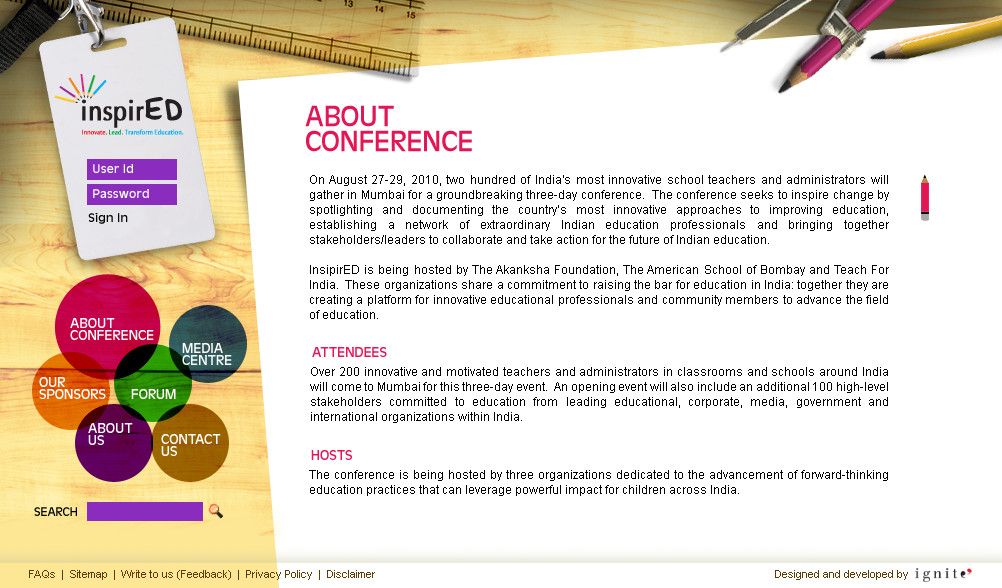 14
15
inspirED
Innovate. Lead. Transform Education.
User Id
Password
Sign In
ABOUT
CONFERENCE
MEDIA
CENTRE
OUR
SPONSORS
FORUM
ABOUT
US
CONTACT
US
SEARCH
ABOUT
CONFERENCE
On August 27-29, 2010, two hundred of India's most innovative school teachers and administrators will
gather in Mumbai for a groundbreaking three-day conference. The conference seeks to inspire change by
spotlighting and documenting the country's most innovative approaches to improving education,
establishing a network of extraordinary Indian education professionals and bringing together
stakeholders/leaders to collaborate and take action for the future of Indian education.
InsipirED is being hosted by The Akanksha Foundation, The American School of Bombay and Teach For
India. These organizations share a commitment to raising the bar for education in India: together they are
creating a platform for innovative educational professionals and community members to advance the field
of education.
ATTENDEES
Over 200 innovative and motivated teachers and administrators in classrooms and schools around India
will come to Mumbai for this three-day event. An opening event will also include an additional 100 high-level
stakeholders committed to education from leading educational, corporate, media, government and
international organizations within India.
HOSTS
The conference is being hosted by three organizations dedicated to the advancement of forward-thinking
education practices that can leverage powerful impact for children across India.
FAQs | Sitemap | Write to us (Feedback) | Privacy Policy | Disclaimer
Designed and developed by ignite